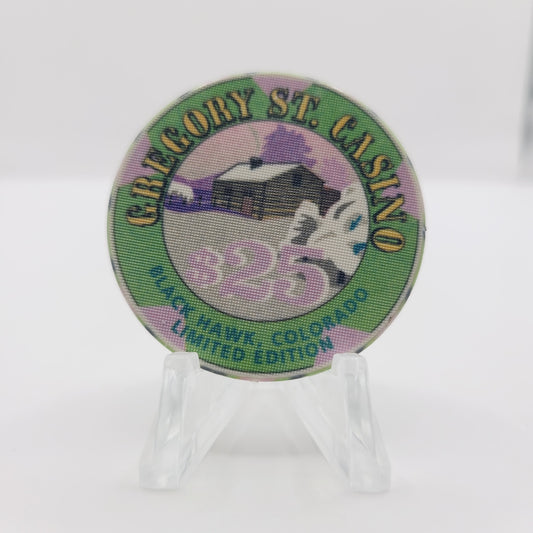 GREGORY ST. CASINO
$25
BLACK HAWK, COLORADO
LIMITED EDITION